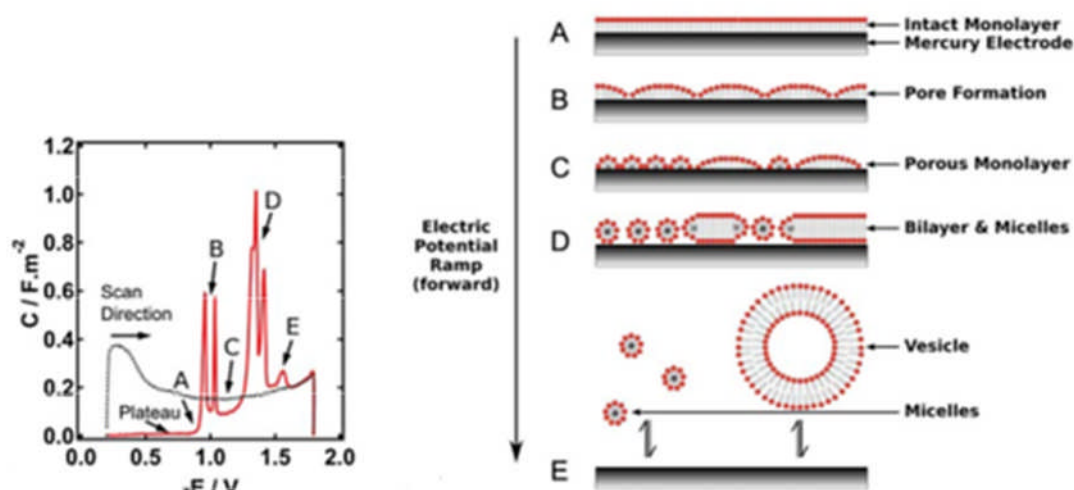 1.2
1.0
0.8
0.6
0.4
0.2
0.0
C / F.m-2
0.0 0.5 1.0 1.5 2.0
-E / V
Scan
Direction
Plateau
A
B
C
D
E
Electric
Potential
Ramp
(forward)
A
Intact Monolayer
Mercury Electrode
B
Pore Formation
C
Porous Monolayer
D
Bilayer & Micelles
Vesicle
Micelles
E